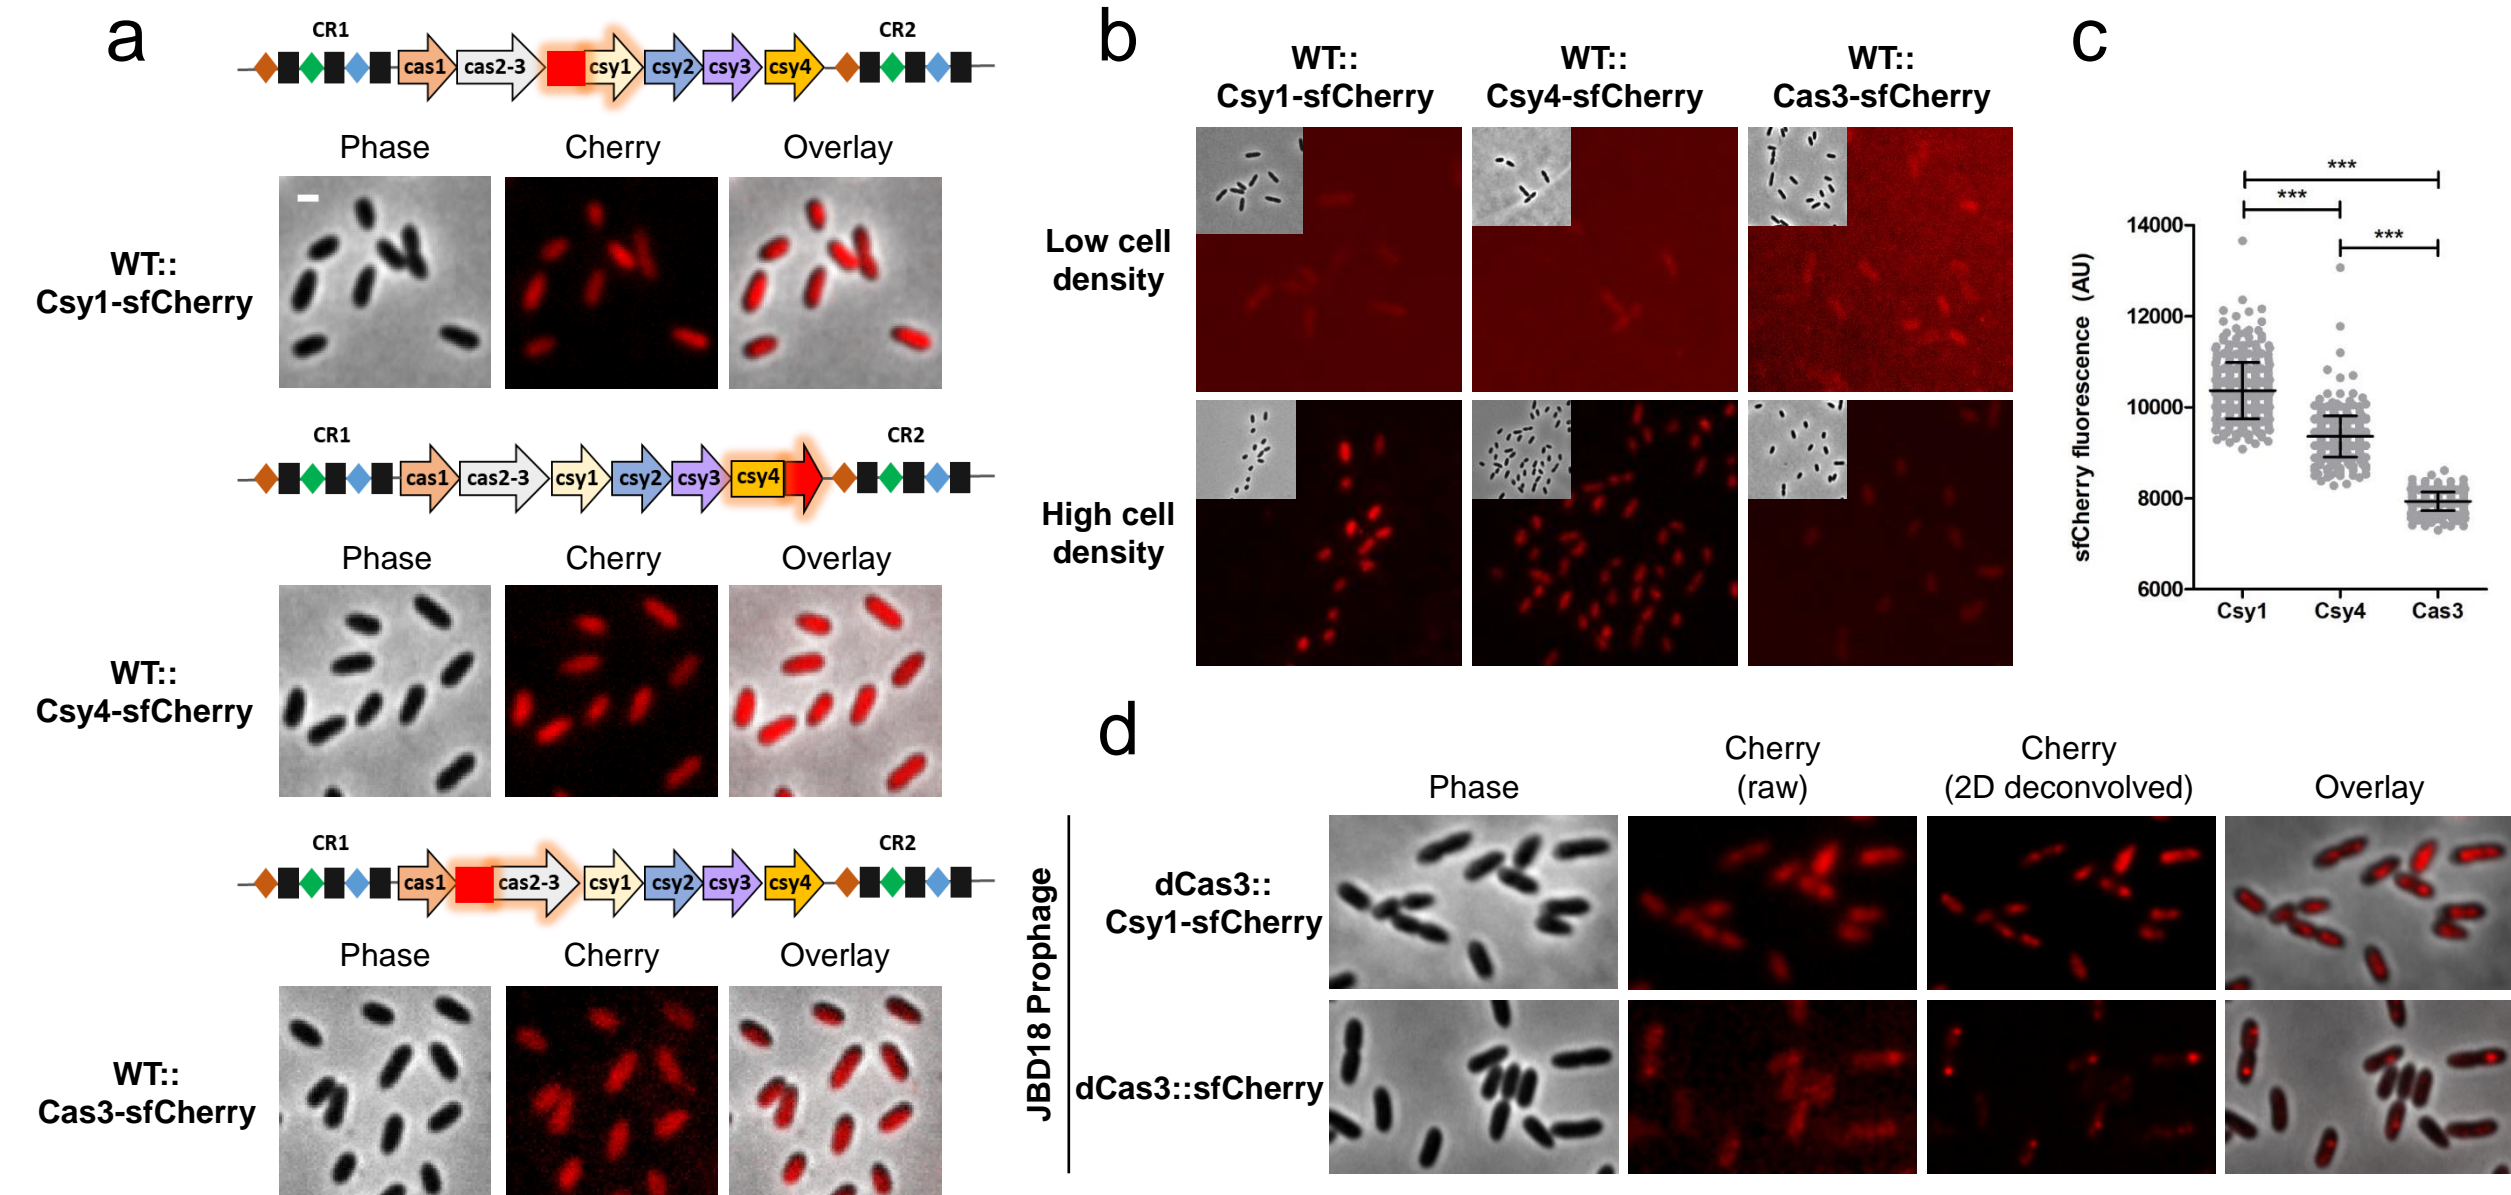 a
CR1
CR2
cas1 cas2-3 csy1 csy2 csy3 csy4
Phase Cherry Overlay
WT::
Csy1-sfCherry
CR1
CR2
cas1 cas2-3 csy1 csy2 csy3 csy4
Phase Cherry Overlay
WT::
Csy4-sfCherry
CR1
CR2
cas1 cas2-3 csy1 csy2 csy3 csy4
Phase Cherry Overlay
WT::
Cas3-sfCherry
b
WT::
Csy1-sfCherry
WT::
Csy4-sfCherry
WT::
Cas3-sfCherry
Low cell
density
High cell
density
c
***
***
***
14000
12000
10000
8000
6000
sfCherry fluorescence (AU)
Csy1 Csy4 Cas3
d
Phase
Cherry
(raw)
Cherry
(2D deconvolved)
Overlay
JBD18 Prophage
dCas3::
Csy1-sfCherry
dCas3::sfCherry